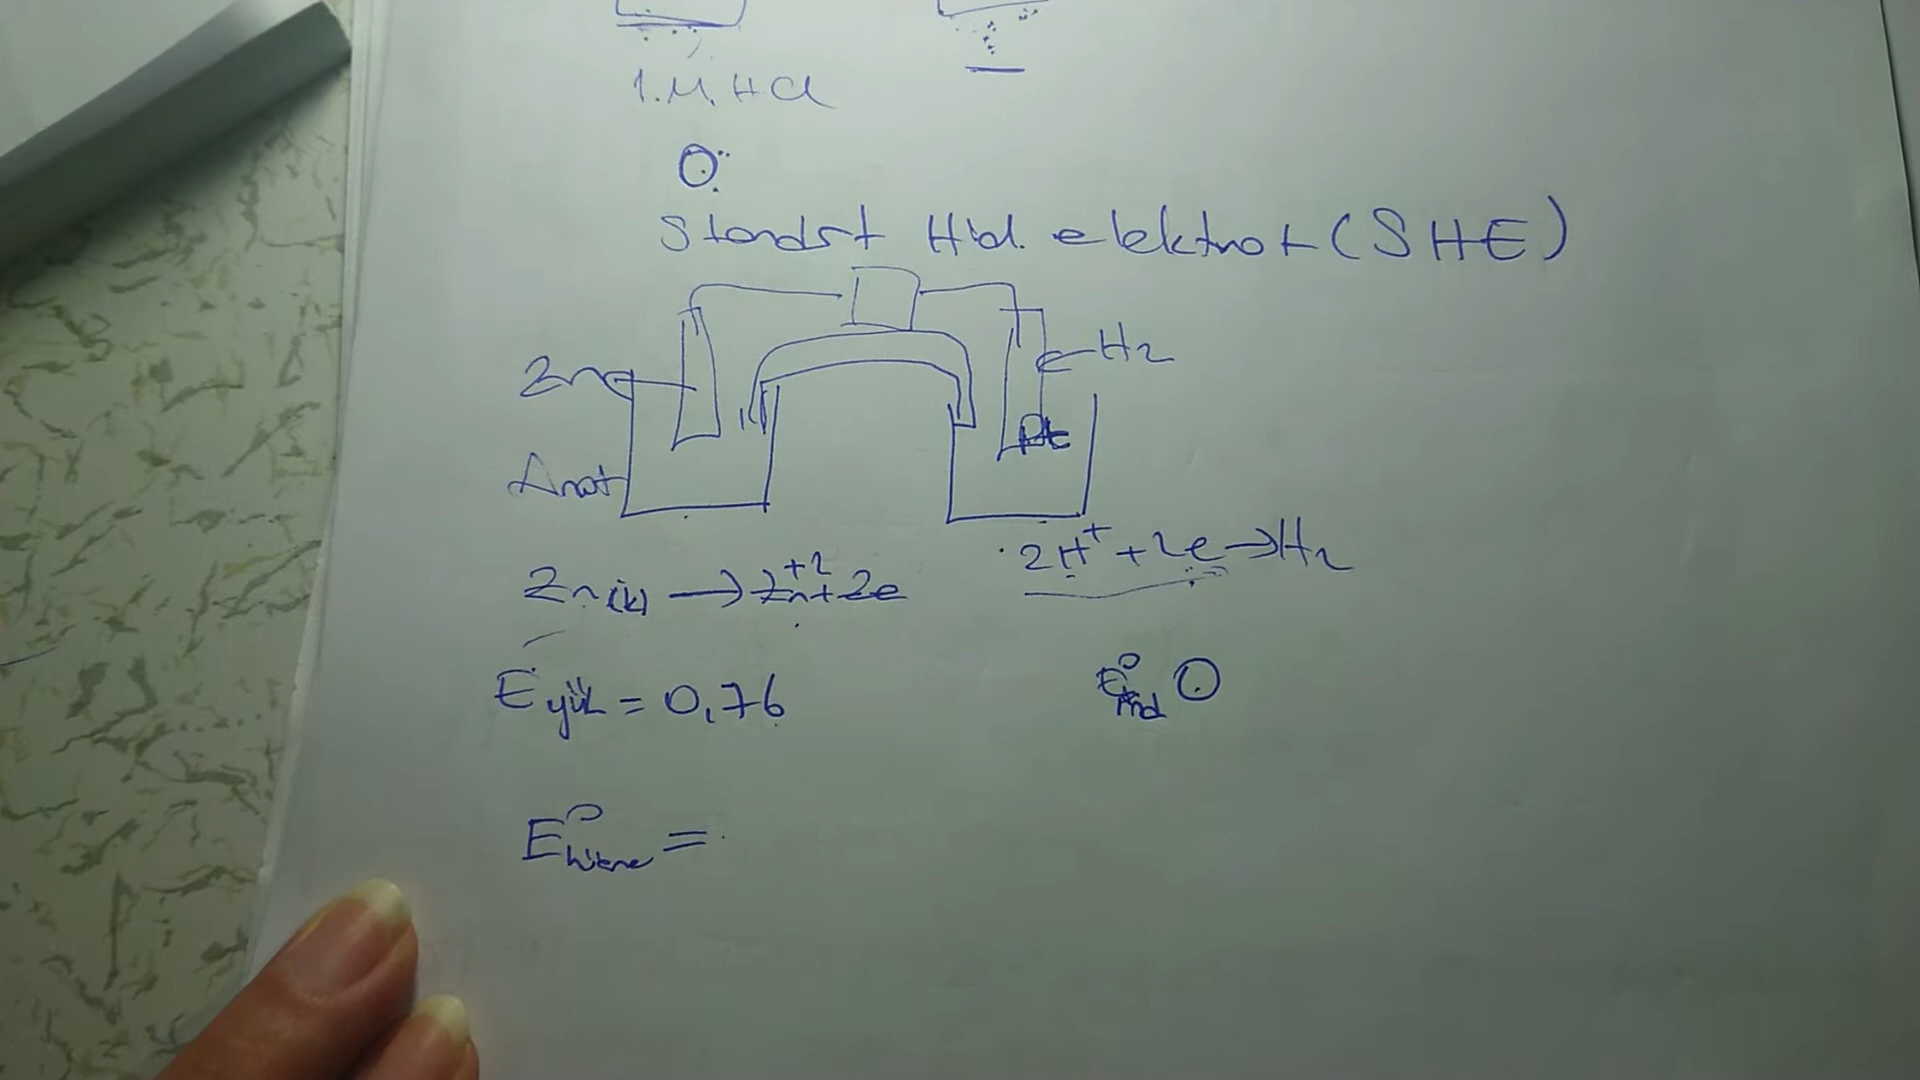 1.M. HCl
0
Standart Hid. elektrot (SHE)
Zn
H2
Pt
Anot
2H+ + 2e → H2
Zn(k) → Zn+2 + 2e
Eyük = 0,76
E°ind 0
E°hücre =